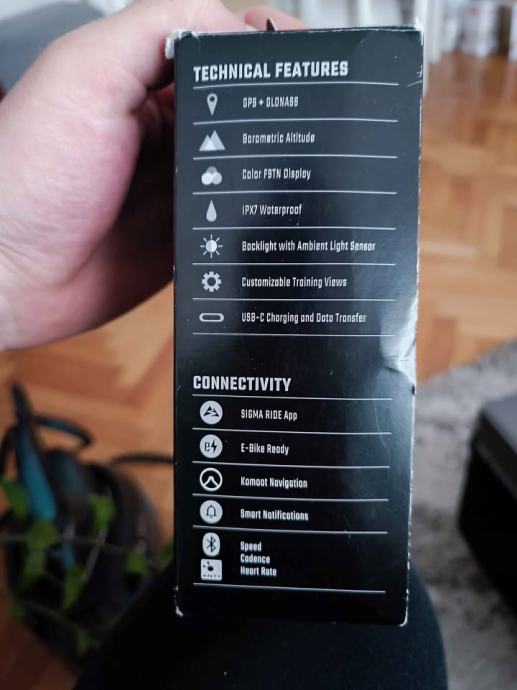 TECHNICAL FEATURES
GPS + GLONASS
Barometric Altitude
Color FSTN Display
IPX7 Waterproof
Backlight with Ambient Light Sensor
Customizable Training Views
USB-C Charging and Data Transfer
CONNECTIVITY
SIGMA RIDE App
E-Bike Ready
Komoot Navigation
Smart Notifications
Speed
Cadence
ANT+
Heart Rate